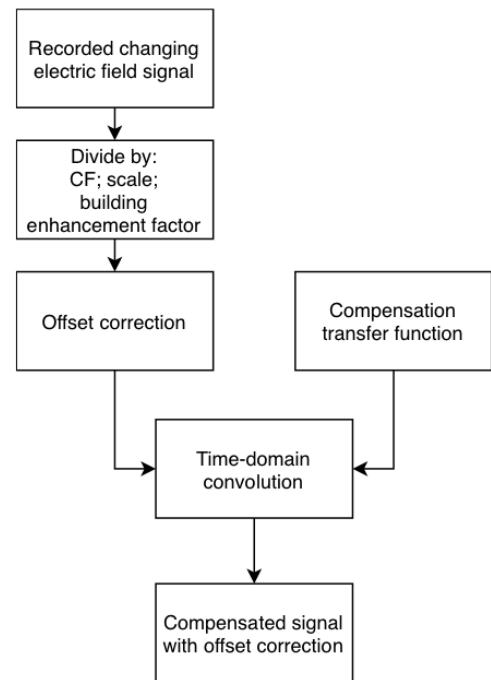 Recorded changing
electric field signal
Divide by:
CF; scale;
building
enhancement factor
Offset correction
Compensation
transfer function
Time-domain
convolution
Compensated signal
with offset correction